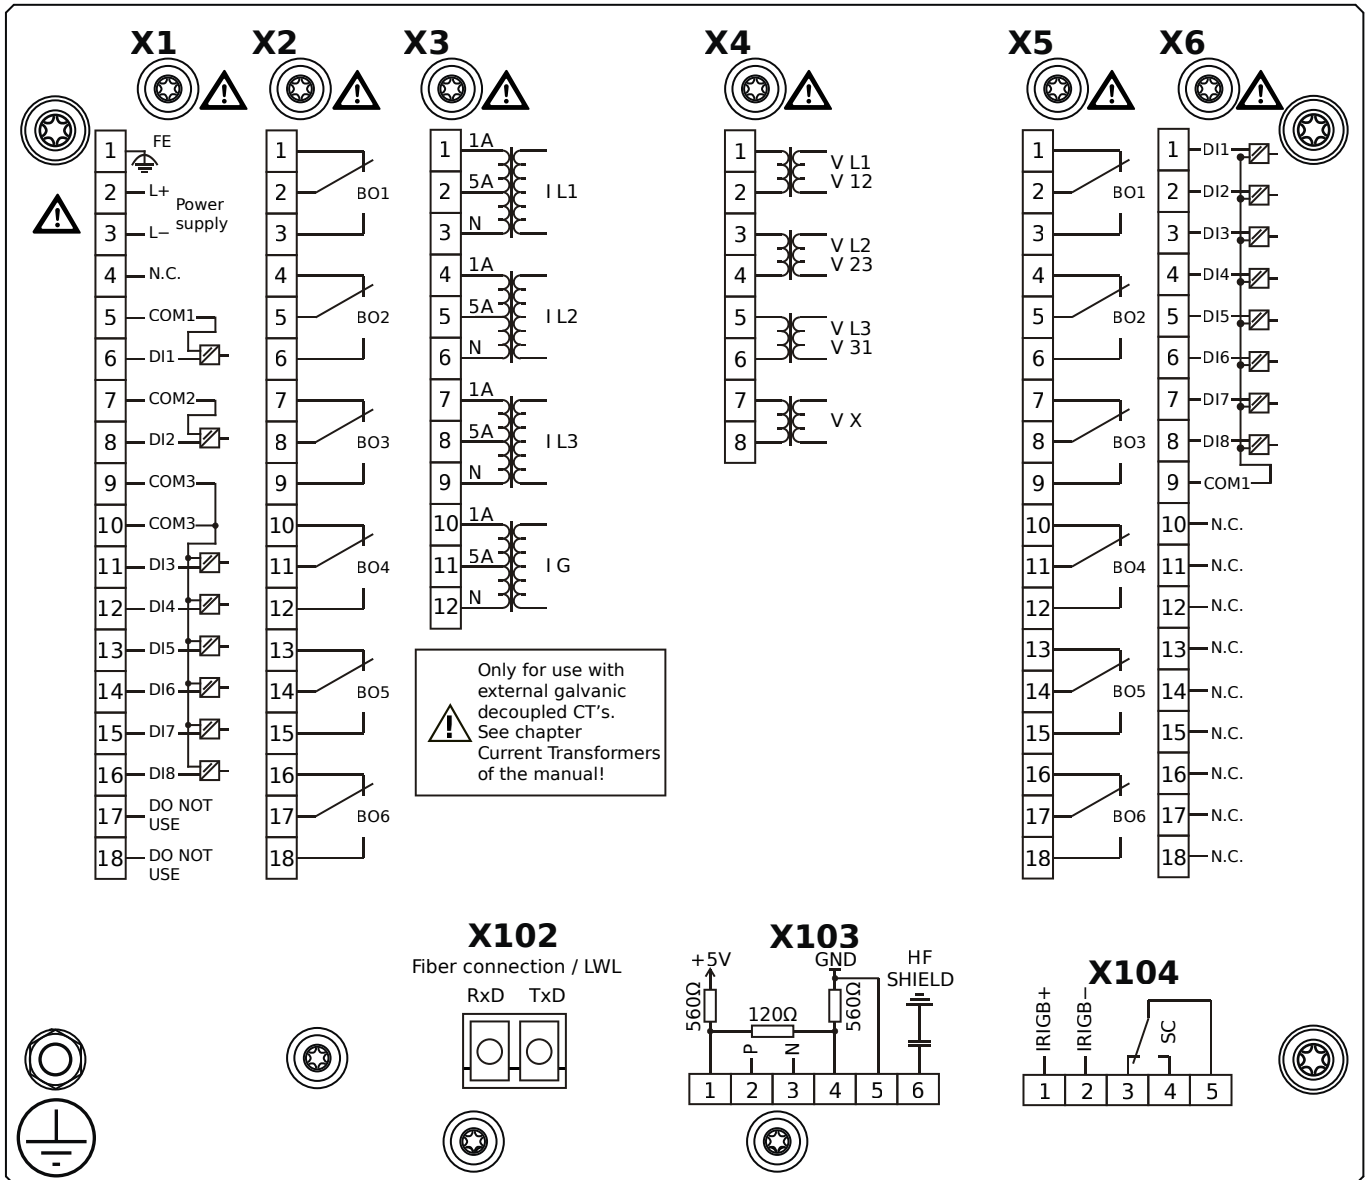 X1
1 FE
2 L+
Power
supply
3 L−
4 N.C.
5 COM1
6 DI1
7 COM2
8 DI2
9 COM3
10 COM3
11 DI3
12 DI4
13 DI5
14 DI6
15 DI7
16 DI8
17 DO NOT
USE
18 DO NOT
USE
X2
1
2 BO1
3
4
5 BO2
6
7
8 BO3
9
10
11 BO4
12
13
14 BO5
15
16
17 BO6
18
X3
1 1A
2 5A I L1
3 N
4 1A
5 5A I L2
6 N
7 1A
8 5A I L3
9 N
10 1A
11 5A I G
12 N
Only for use with
external galvanic
decoupled CT's.
See chapter
Current Transformers
of the manual!
X4
1 V L1
2 V 12
3 V L2
4 V 23
5 V L3
6 V 31
7 V X
8
X5
1
2 BO1
3
4
5 BO2
6
7
8 BO3
9
10
11 BO4
12
13
14 BO5
15
16
17 BO6
18
X6
1 DI1
2 DI2
3 DI3
4 DI4
5 DI5
6 DI6
7 DI7
8 DI8
9 COM1
10 N.C.
11 N.C.
12 N.C.
13 N.C.
14 N.C.
15 N.C.
16 N.C.
17 N.C.
18 N.C.
X102
Fiber connection / LWL
RxD TxD
X103
+5V GND HF
SHIELD
560Ω 120Ω 560Ω
P N
1 2 3 4 5 6
X104
IRIGB+ IRIGB− SC
1 2 3 4 5